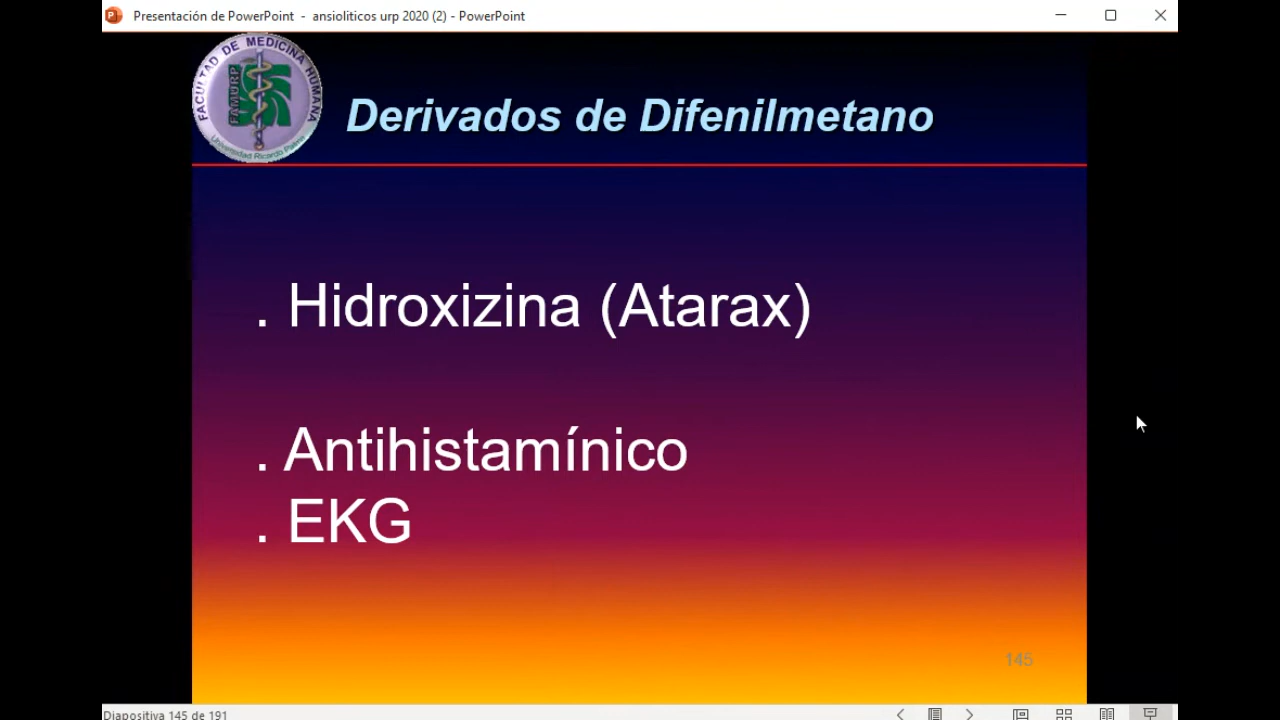 Presentación de PowerPoint - ansioliticos urp 2020 (2) - PowerPoint
FACULTAD DE MEDICINA HUMANA
FAMURP
Universidad Ricardo Palma
Derivados de Difenilmetano
. Hidroxizina (Atarax)
. Antihistamínico
. EKG
145
Diapositiva 145 de 191